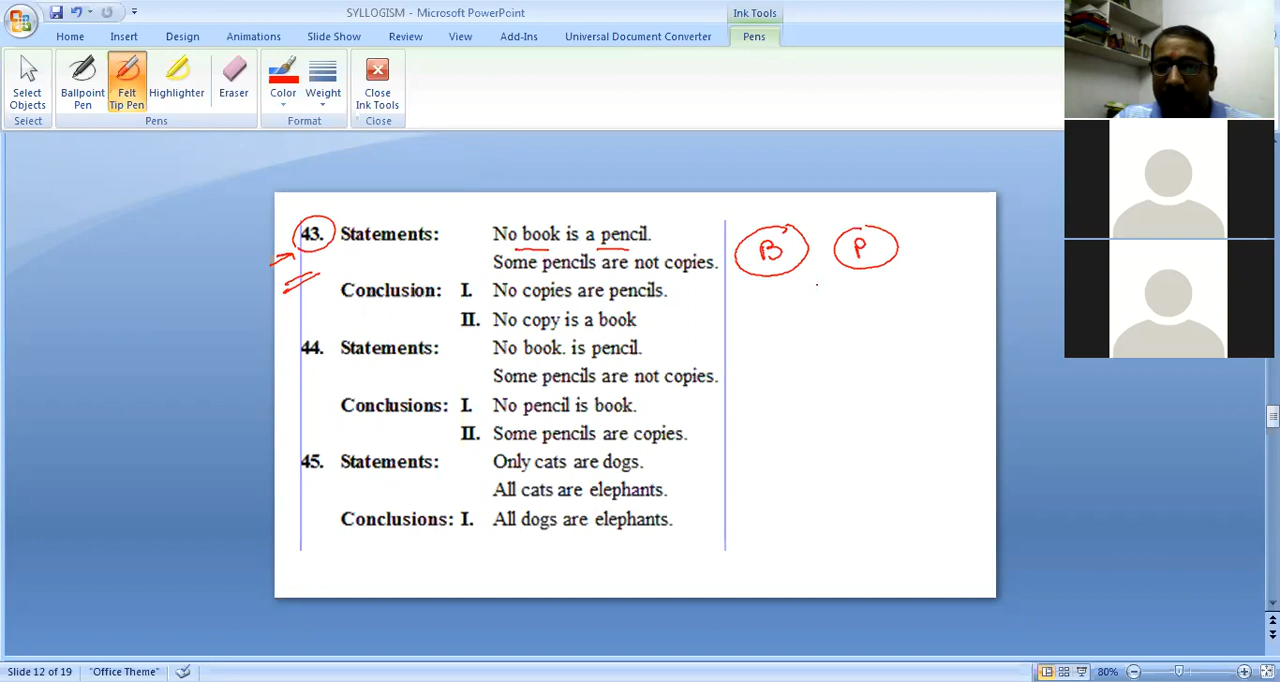 SYLLOGISM - Microsoft PowerPoint
Ink Tools
Home Insert Design Animations Slide Show Review View Add-Ins Universal Document Converter Pens
Select Objects
Ballpoint Pen
Felt Tip Pen
Highlighter
Eraser
Color
Weight
Close Ink Tools
Select Pens Format Close
43. Statements: No book is a pencil.
Some pencils are not copies.
Conclusion: I. No copies are pencils.
II. No copy is a book
44. Statements: No book. is pencil.
Some pencils are not copies.
Conclusions: I. No pencil is book.
II. Some pencils are copies.
45. Statements: Only cats are dogs.
All cats are elephants.
Conclusions: I. All dogs are elephants.
B P
Slide 12 of 19 "Office Theme" 80%